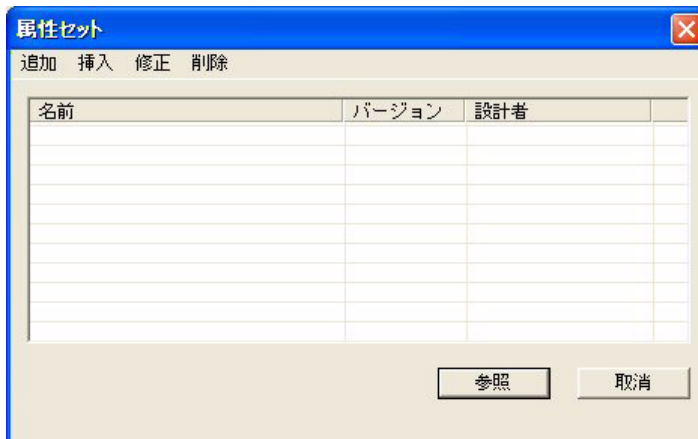 属性セット
追加 挿入 修正 削除
名前 バージョン 設計者
参照 取消